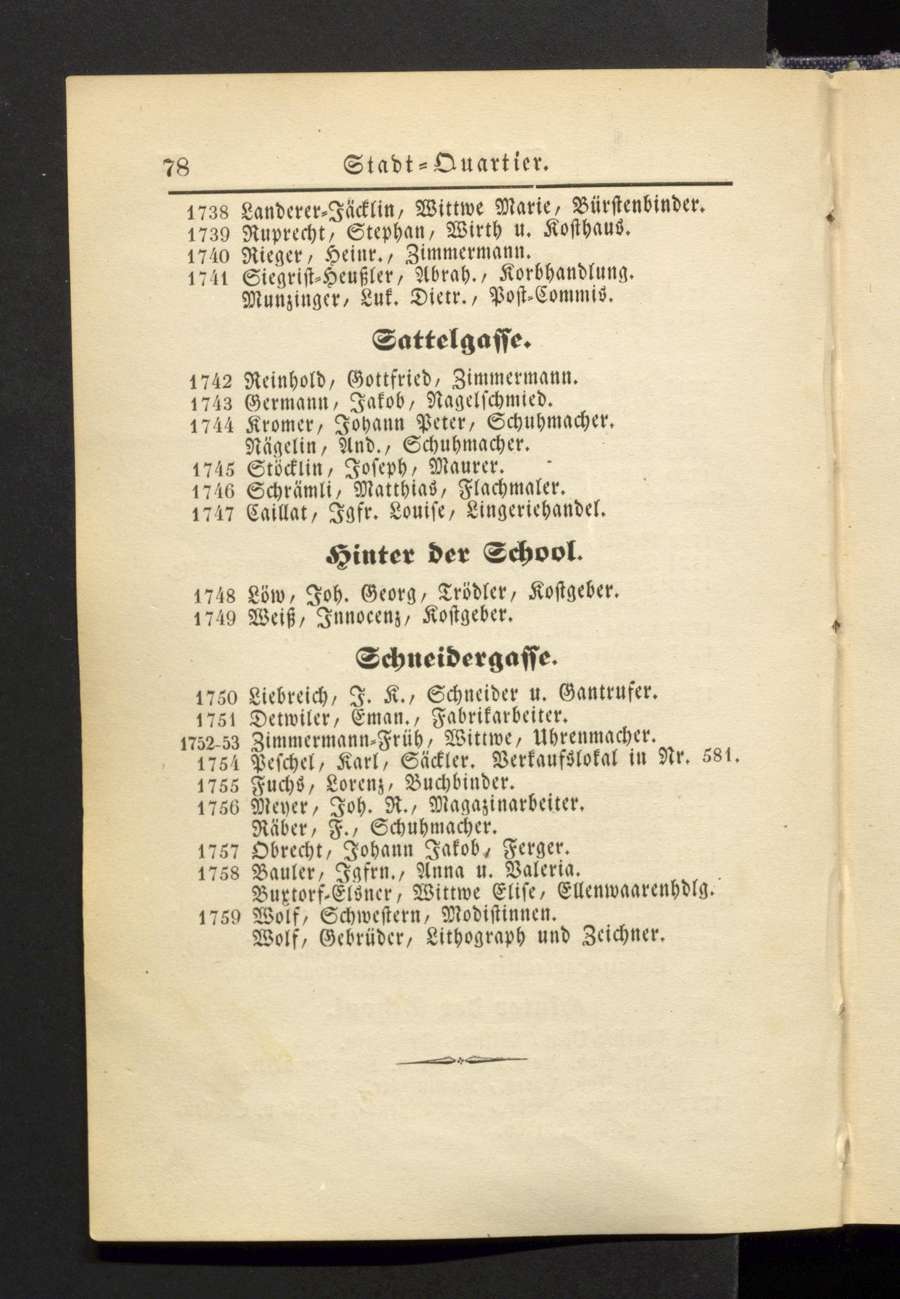 78 Stadt=Quartier.
1738 Landerer=Jäcklin, Wittwe Marie, Bürstenbinder.
1739 Ruprecht, Stephan, Wirth u. Kosthaus.
1740 Rieger, Heinr., Zimmermann.
1741 Siegrist=Heußler, Abrah., Korbhandlung.
Munzinger, Luk. Dietr., Post=Commis.
Sattelgasse.
1742 Reinhold, Gottfried, Zimmermann.
1743 Germann, Jakob, Nagelschmied.
1744 Kromer, Johann Peter, Schuhmacher.
Nägelin, And., Schuhmacher.
1745 Stöcklin, Joseph, Maurer.
1746 Schrämli, Matthias, Flachmaler.
1747 Caillat, Igfr. Louise, Lingeriehandel.
Hinter der School.
1748 Löw, Joh. Georg, Trödler, Kostgeber.
1749 Weiß, Innocenz, Kostgeber.
Schneidergasse.
1750 Liebreich, J. K., Schneider u. Gantrufer.
1751 Detwiler, Eman., Fabrikarbeiter.
1752-53 Zimmermann=Früh, Wittwe, Uhrenmacher.
1754 Peschel, Karl, Säckler. Verkaufslokal in Nr. 581.
1755 Fuchs, Lorenz, Buchbinder.
1756 Meyer, Joh. R., Magazinarbeiter.
Räber, F., Schuhmacher.
1757 Obrecht, Johann Jakob, Ferger.
1758 Bauler, Igfrn., Anna u. Valeria.
Buxtorf=Elsner, Wittwe Elise, Ellenwaarenhdlg.
1759 Wolf, Schwestern, Modistinnen.
Wolf, Gebrüder, Lithograph und Zeichner.